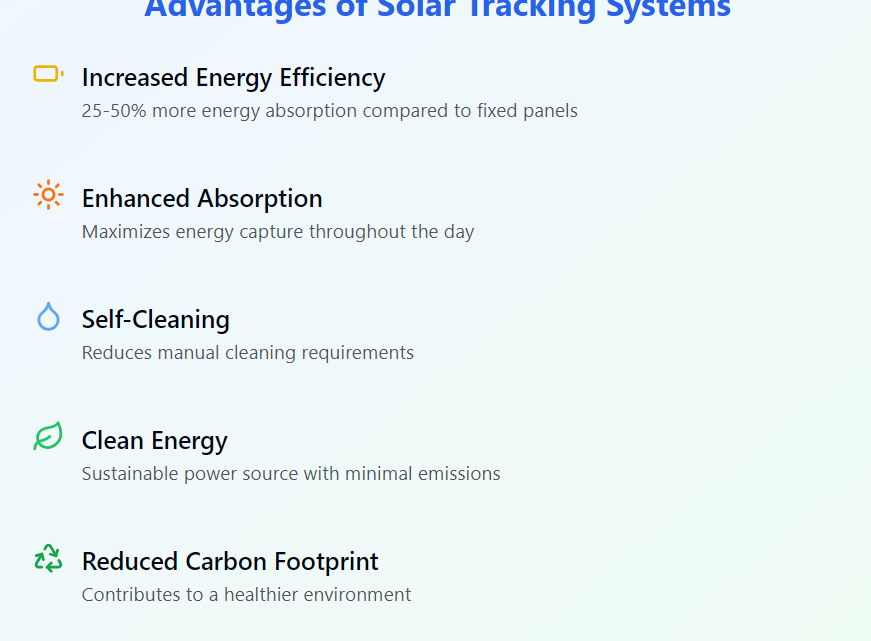 Advantages of Solar Tracking Systems
Increased Energy Efficiency
25-50% more energy absorption compared to fixed panels
Enhanced Absorption
Maximizes energy capture throughout the day
Self-Cleaning
Reduces manual cleaning requirements
Clean Energy
Sustainable power source with minimal emissions
Reduced Carbon Footprint
Contributes to a healthier environment